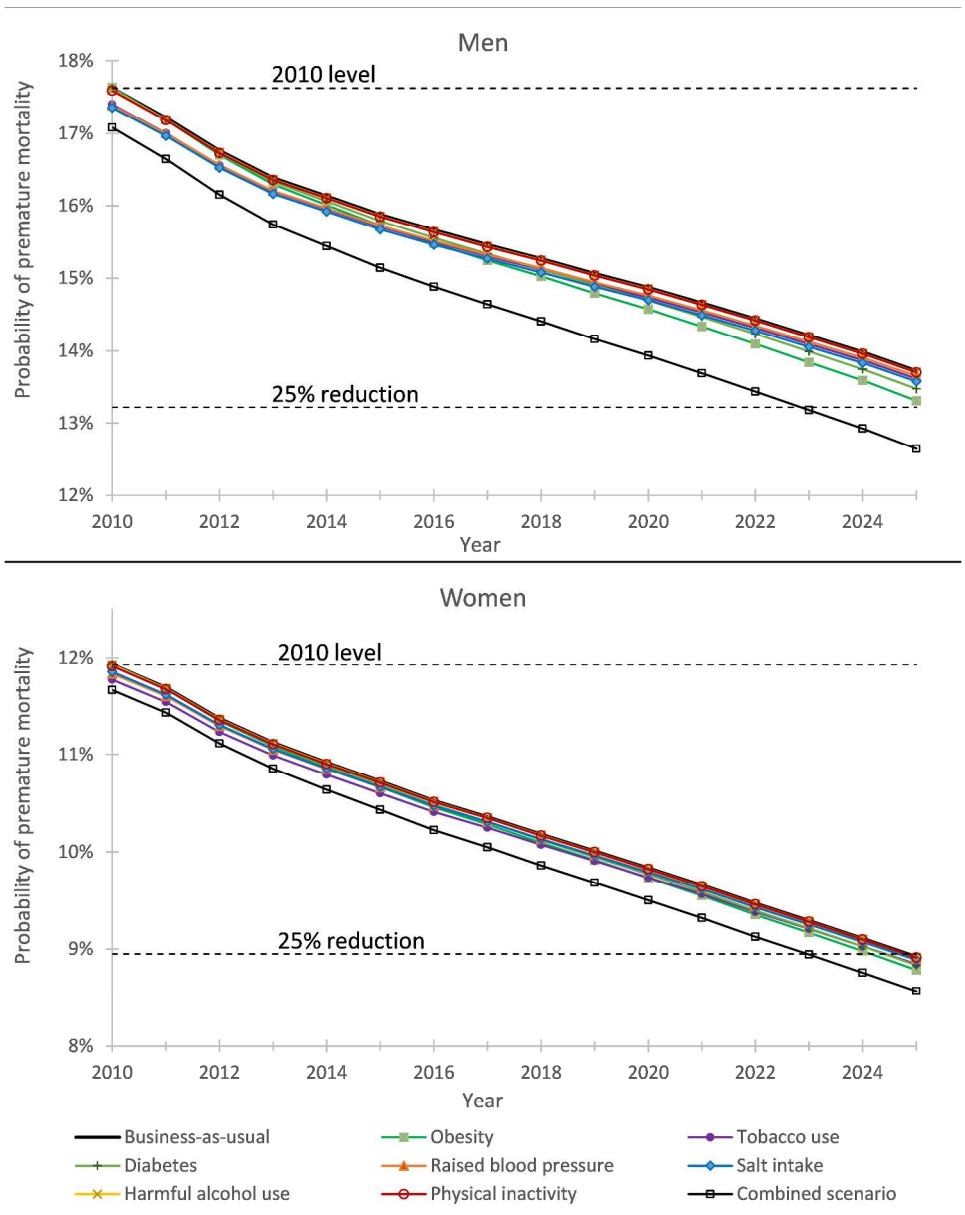 Men
Probability of premature mortality
18%
17%
16%
15%
14%
13%
12%
2010 level
25% reduction
2010 2012 2014 2016 2018 2020 2022 2024
Year
Women
Probability of premature mortality
12%
11%
10%
9%
8%
2010 level
25% reduction
2010 2012 2014 2016 2018 2020 2022 2024
Year
Business-as-usual Obesity Tobacco use
Diabetes Raised blood pressure Salt intake
Harmful alcohol use Physical inactivity Combined scenario